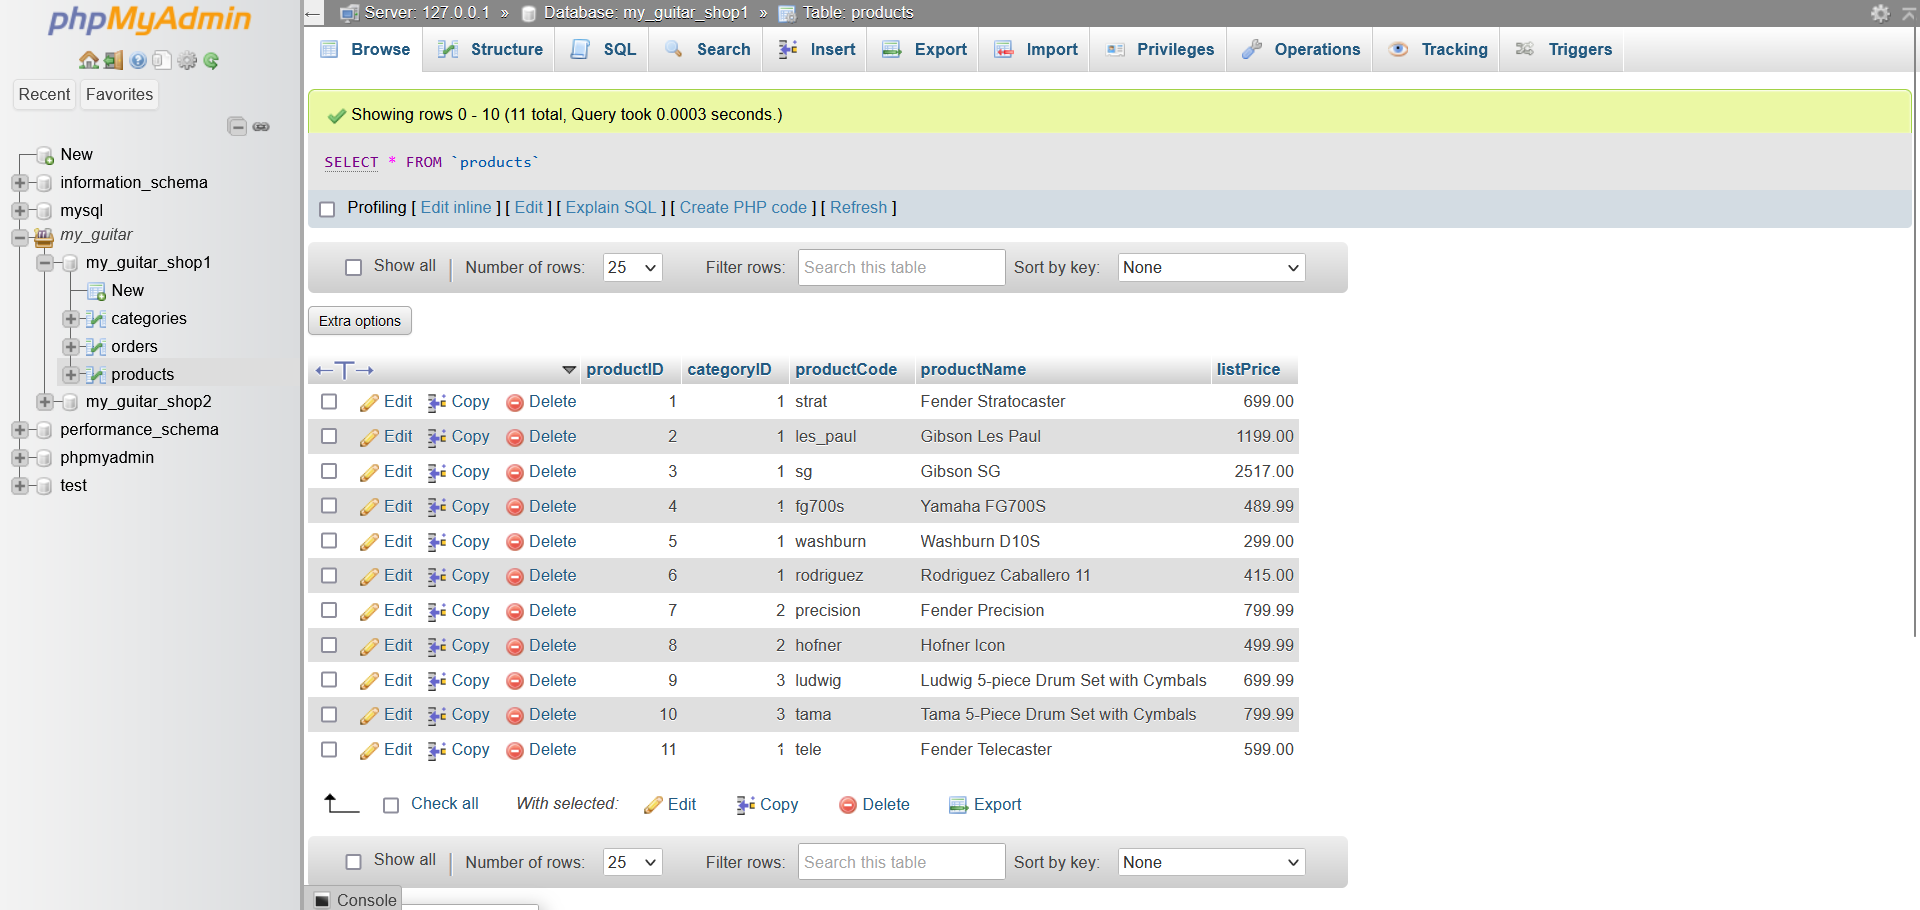 phpMyAdmin
Recent Favorites
New
information_schema
mysql
my_guitar
my_guitar_shop1
New
categories
orders
products
my_guitar_shop2
performance_schema
phpmyadmin
test
Server: 127.0.0.1 » Database: my_guitar_shop1 » Table: products
Browse Structure SQL Search Insert Export Import Privileges Operations Tracking Triggers
Showing rows 0 - 10 (11 total, Query took 0.0003 seconds.)
SELECT * FROM `products`
Profiling [ Edit inline ] [ Edit ] [ Explain SQL ] [ Create PHP code ] [ Refresh ]
Show all Number of rows: 25 Filter rows: Search this table Sort by key: None
Extra options
←T→ productID categoryID productCode productName listPrice
Edit Copy Delete 1 1 strat Fender Stratocaster 699.00
Edit Copy Delete 2 1 les_paul Gibson Les Paul 1199.00
Edit Copy Delete 3 1 sg Gibson SG 2517.00
Edit Copy Delete 4 1 fg700s Yamaha FG700S 489.99
Edit Copy Delete 5 1 washburn Washburn D10S 299.00
Edit Copy Delete 6 1 rodriguez Rodriguez Caballero 11 415.00
Edit Copy Delete 7 2 precision Fender Precision 799.99
Edit Copy Delete 8 2 hofner Hofner Icon 499.99
Edit Copy Delete 9 3 ludwig Ludwig 5-piece Drum Set with Cymbals 699.99
Edit Copy Delete 10 3 tama Tama 5-Piece Drum Set with Cymbals 799.99
Edit Copy Delete 11 1 tele Fender Telecaster 599.00
Check all With selected: Edit Copy Delete Export
Show all Number of rows: 25 Filter rows: Search this table Sort by key: None
Console